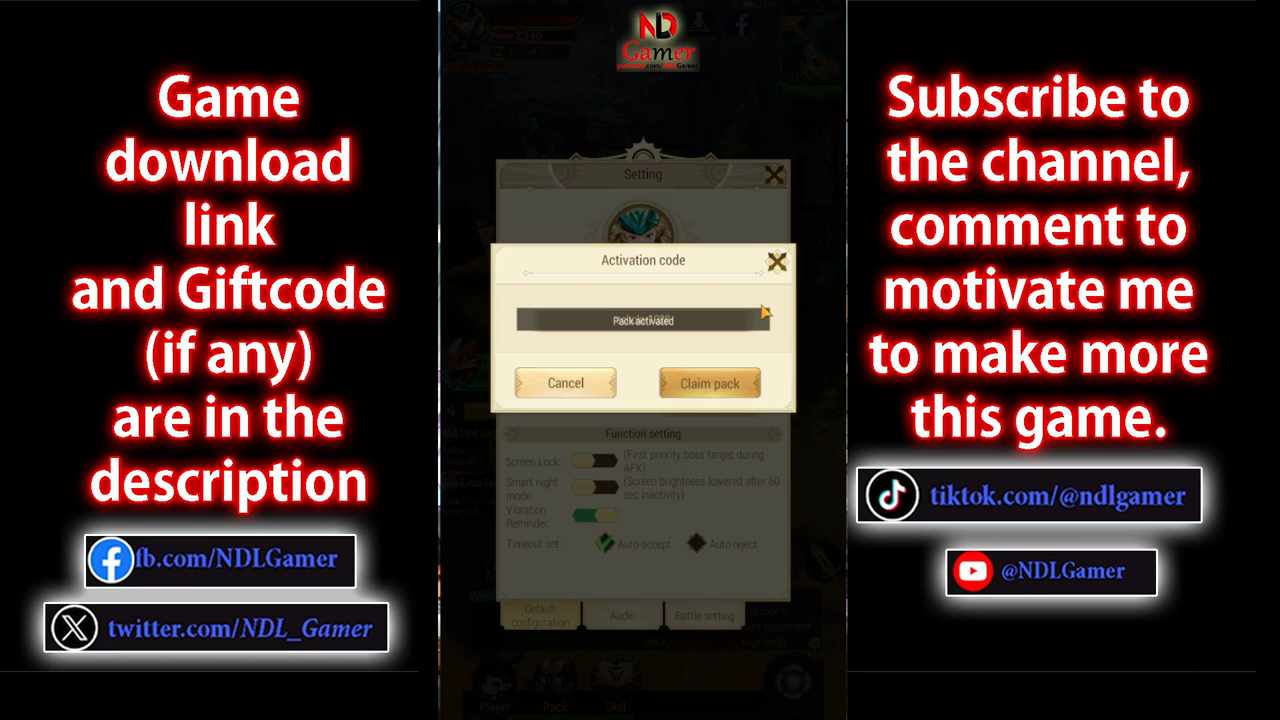 Game
download
link
and Giftcode
(if any)
are in the
description
fb.com/NDLGamer
twitter.com/NDL_Gamer
ND
Gamer
Power 2340
Setting
Activation code
Pack activated
Cancel
Claim pack
Function setting
Screen Lock:
(First priority boss target during
AFK)
Smart night
mode:
(Screen brightness lowered after 60
sec inactivity)
Vibration
Reminder:
Timeout set
Auto-accept
Auto-reject
Default
configuration
Audio
Battle setting
Player
Pack
Skill
Subscribe to
the channel,
comment to
motivate me
to make more
this game.
tiktok.com/@ndlgamer
@NDLGamer